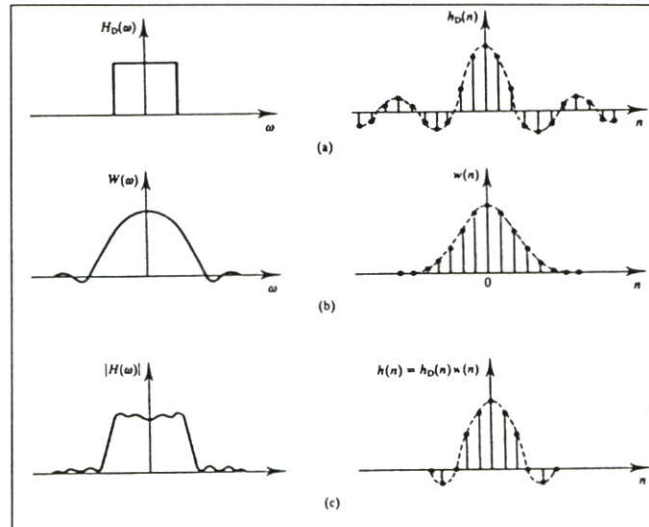 H_D(ω)
h_D(n)
ω
n
(a)
W(ω)
w(n)
ω
0
n
(b)
|H(ω)|
h(n) = h_D(n) w(n)
ω
n
(c)